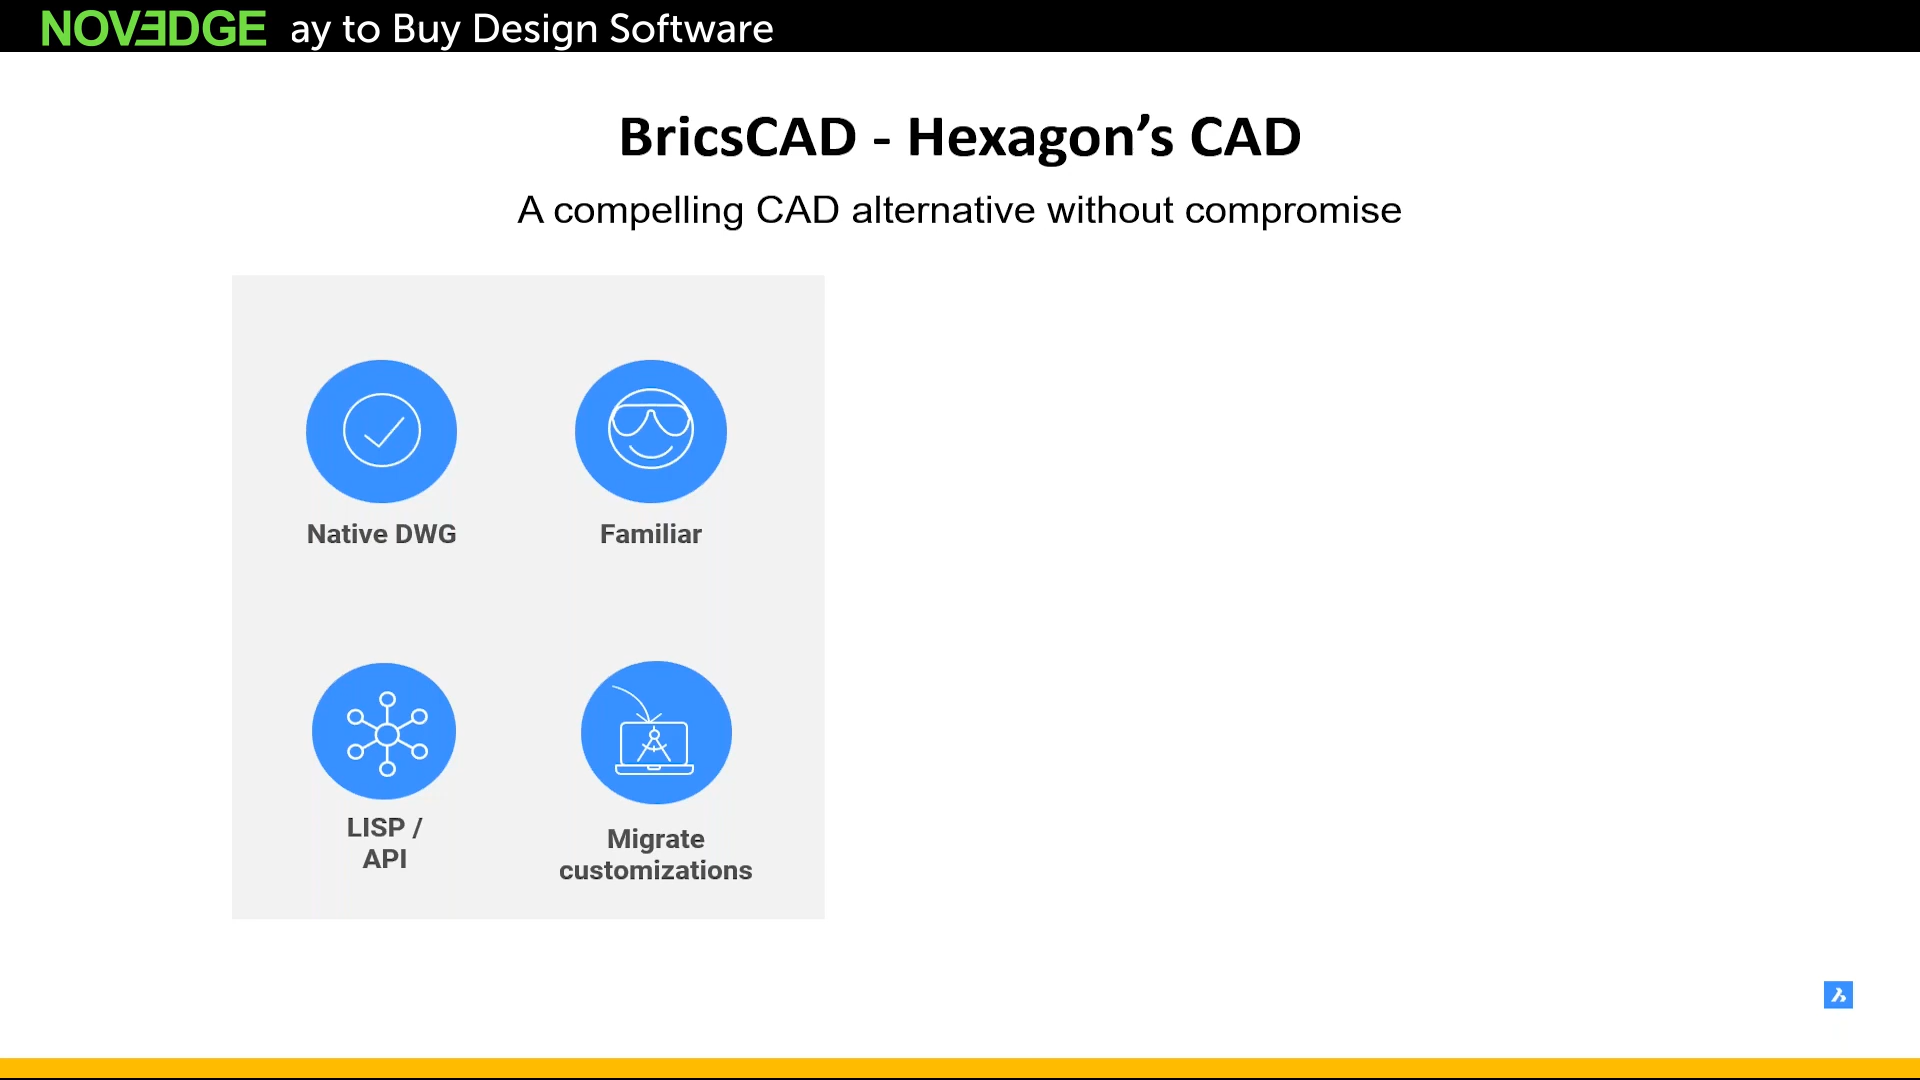 NOVEDGE ay to Buy Design Software
BricsCAD - Hexagon’s CAD
A compelling CAD alternative without compromise
Native DWG
Familiar
LISP /
API
Migrate
customizations